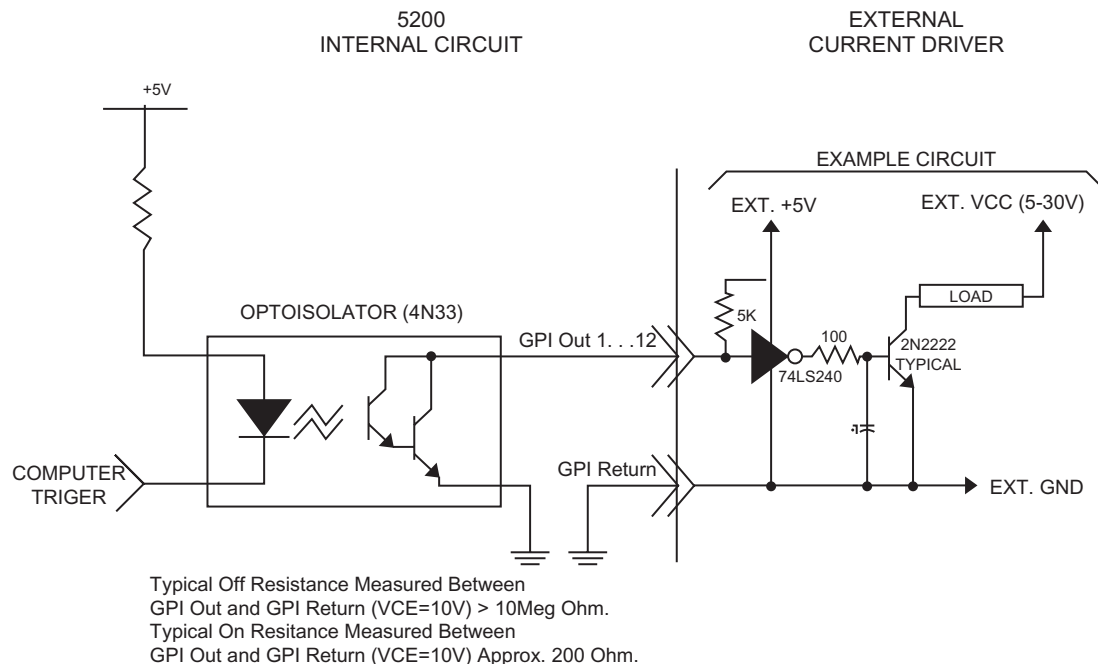 5200
INTERNAL CIRCUIT
EXTERNAL
CURRENT DRIVER
+5V
EXAMPLE CIRCUIT
EXT. +5V
EXT. VCC (5-30V)
OPTOISOLATOR (4N33)
GPI Out 1. . .12
5K
LOAD
100
2N2222
TYPICAL
74LS240
.1
COMPUTER
TRIGER
GPI Return
EXT. GND
Typical Off Resistance Measured Between
GPI Out and GPI Return (VCE=10V) > 10Meg Ohm.
Typical On Resitance Measured Between
GPI Out and GPI Return (VCE=10V) Approx. 200 Ohm.